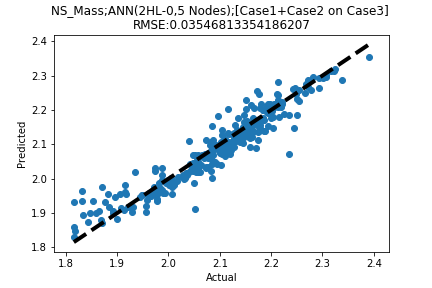 NS_Mass;ANN(2HL-0,5 Nodes);[Case1+Case2 on Case3]
RMSE:0.03546813354186207
2.4
2.3
2.2
2.1
2.0
1.9
1.8
Predicted
1.8 1.9 2.0 2.1 2.2 2.3 2.4
Actual